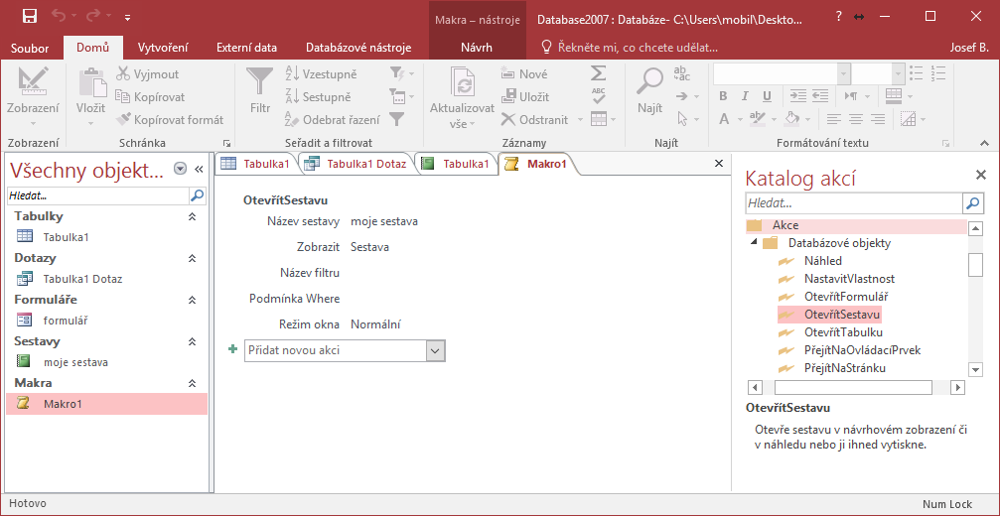 Makra – nástroje
Database2007 : Databáze- C:\Users\mobil\Deskto...
?
Soubor
Domů
Vytvoření
Externí data
Databázové nástroje
Návrh
Řekněte mi, co chcete udělat...
Josef B.
Zobrazení
Zobrazení
Vložit
Vyjmout
Kopírovat
Kopírovat formát
Schránka
Filtr
Vzestupně
Sestupně
Odebrat řazení
Seřadit a filtrovat
Aktualizovat
vše
Nové
Uložit
Odstranit
ABC
Záznamy
Najít
ab
ac
Najít
B I U
A
Formátování textu
Všechny objekt...
Hledat...
Tabulky
Tabulka1
Dotazy
Tabulka1 Dotaz
Formuláře
formulář
Sestavy
moje sestava
Makra
Makro1
Tabulka1
Tabulka1 Dotaz
Tabulka1
Makro1
OtevřítSestavu
Název sestavy moje sestava
Zobrazit Sestava
Název filtru
Podmínka Where
Režim okna Normální
Přidat novou akci
Katalog akcí
Hledat...
Akce
Databázové objekty
Náhled
NastavitVlastnost
OtevřítFormulář
OtevřítSestavu
OtevřítTabulku
PřejítNaOvládacíPrvek
PřejítNaStránku
OtevřítSestavu
Otevře sestavu v návrhovém zobrazení či
v náhledu nebo ji ihned vytiskne.
Hotovo
Num Lock